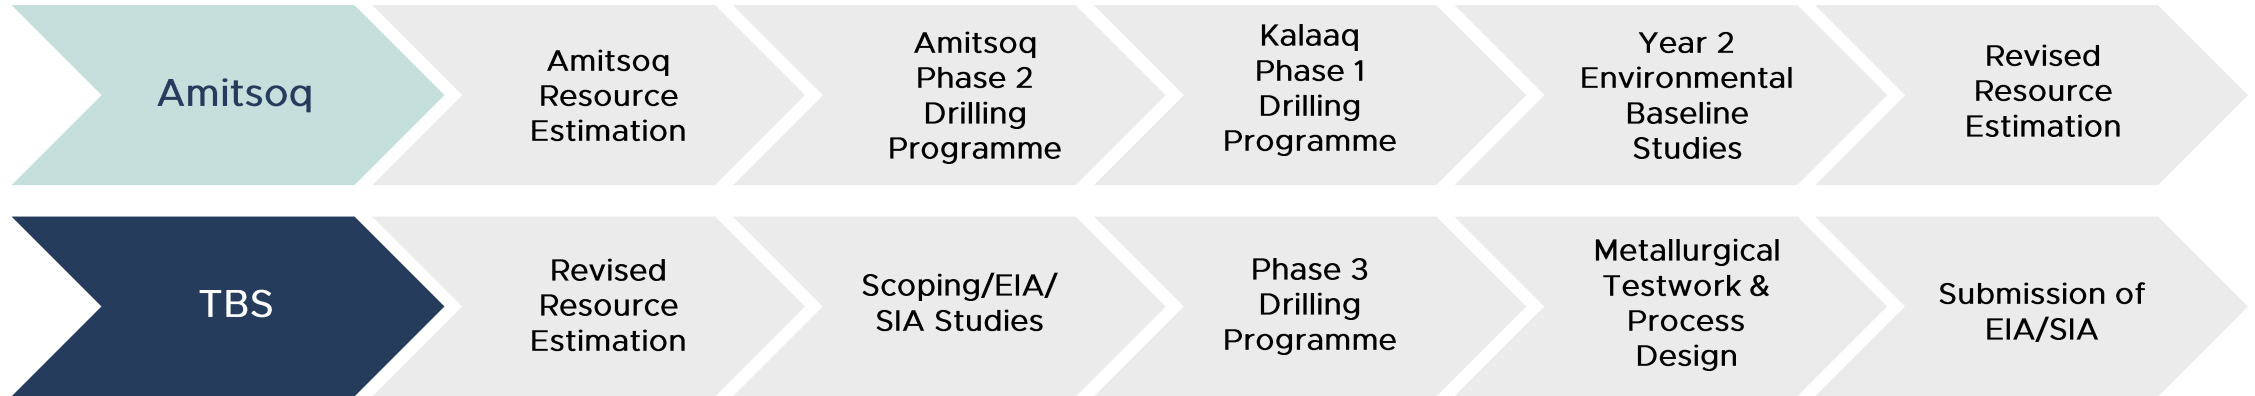 Amitsoq
Amitsoq
Resource
Estimation
Amitsoq
Phase 2
Drilling
Programme
Kalaaq
Phase 1
Drilling
Programme
Year 2
Environmental
Baseline
Studies
Revised
Resource
Estimation
TBS
Revised
Resource
Estimation
Scoping/EIA/
SIA Studies
Phase 3
Drilling
Programme
Metallurgical
Testwork &
Process
Design
Submission of
EIA/SIA